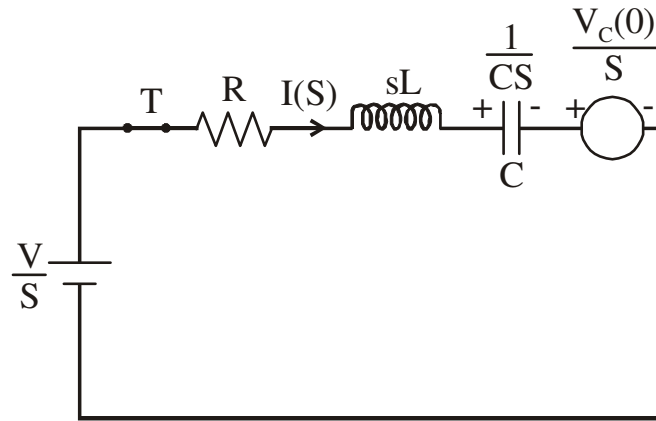 1
CS
V_C(0)
S
T
R
I(S)
sL
+ -
+ -
C
V
S